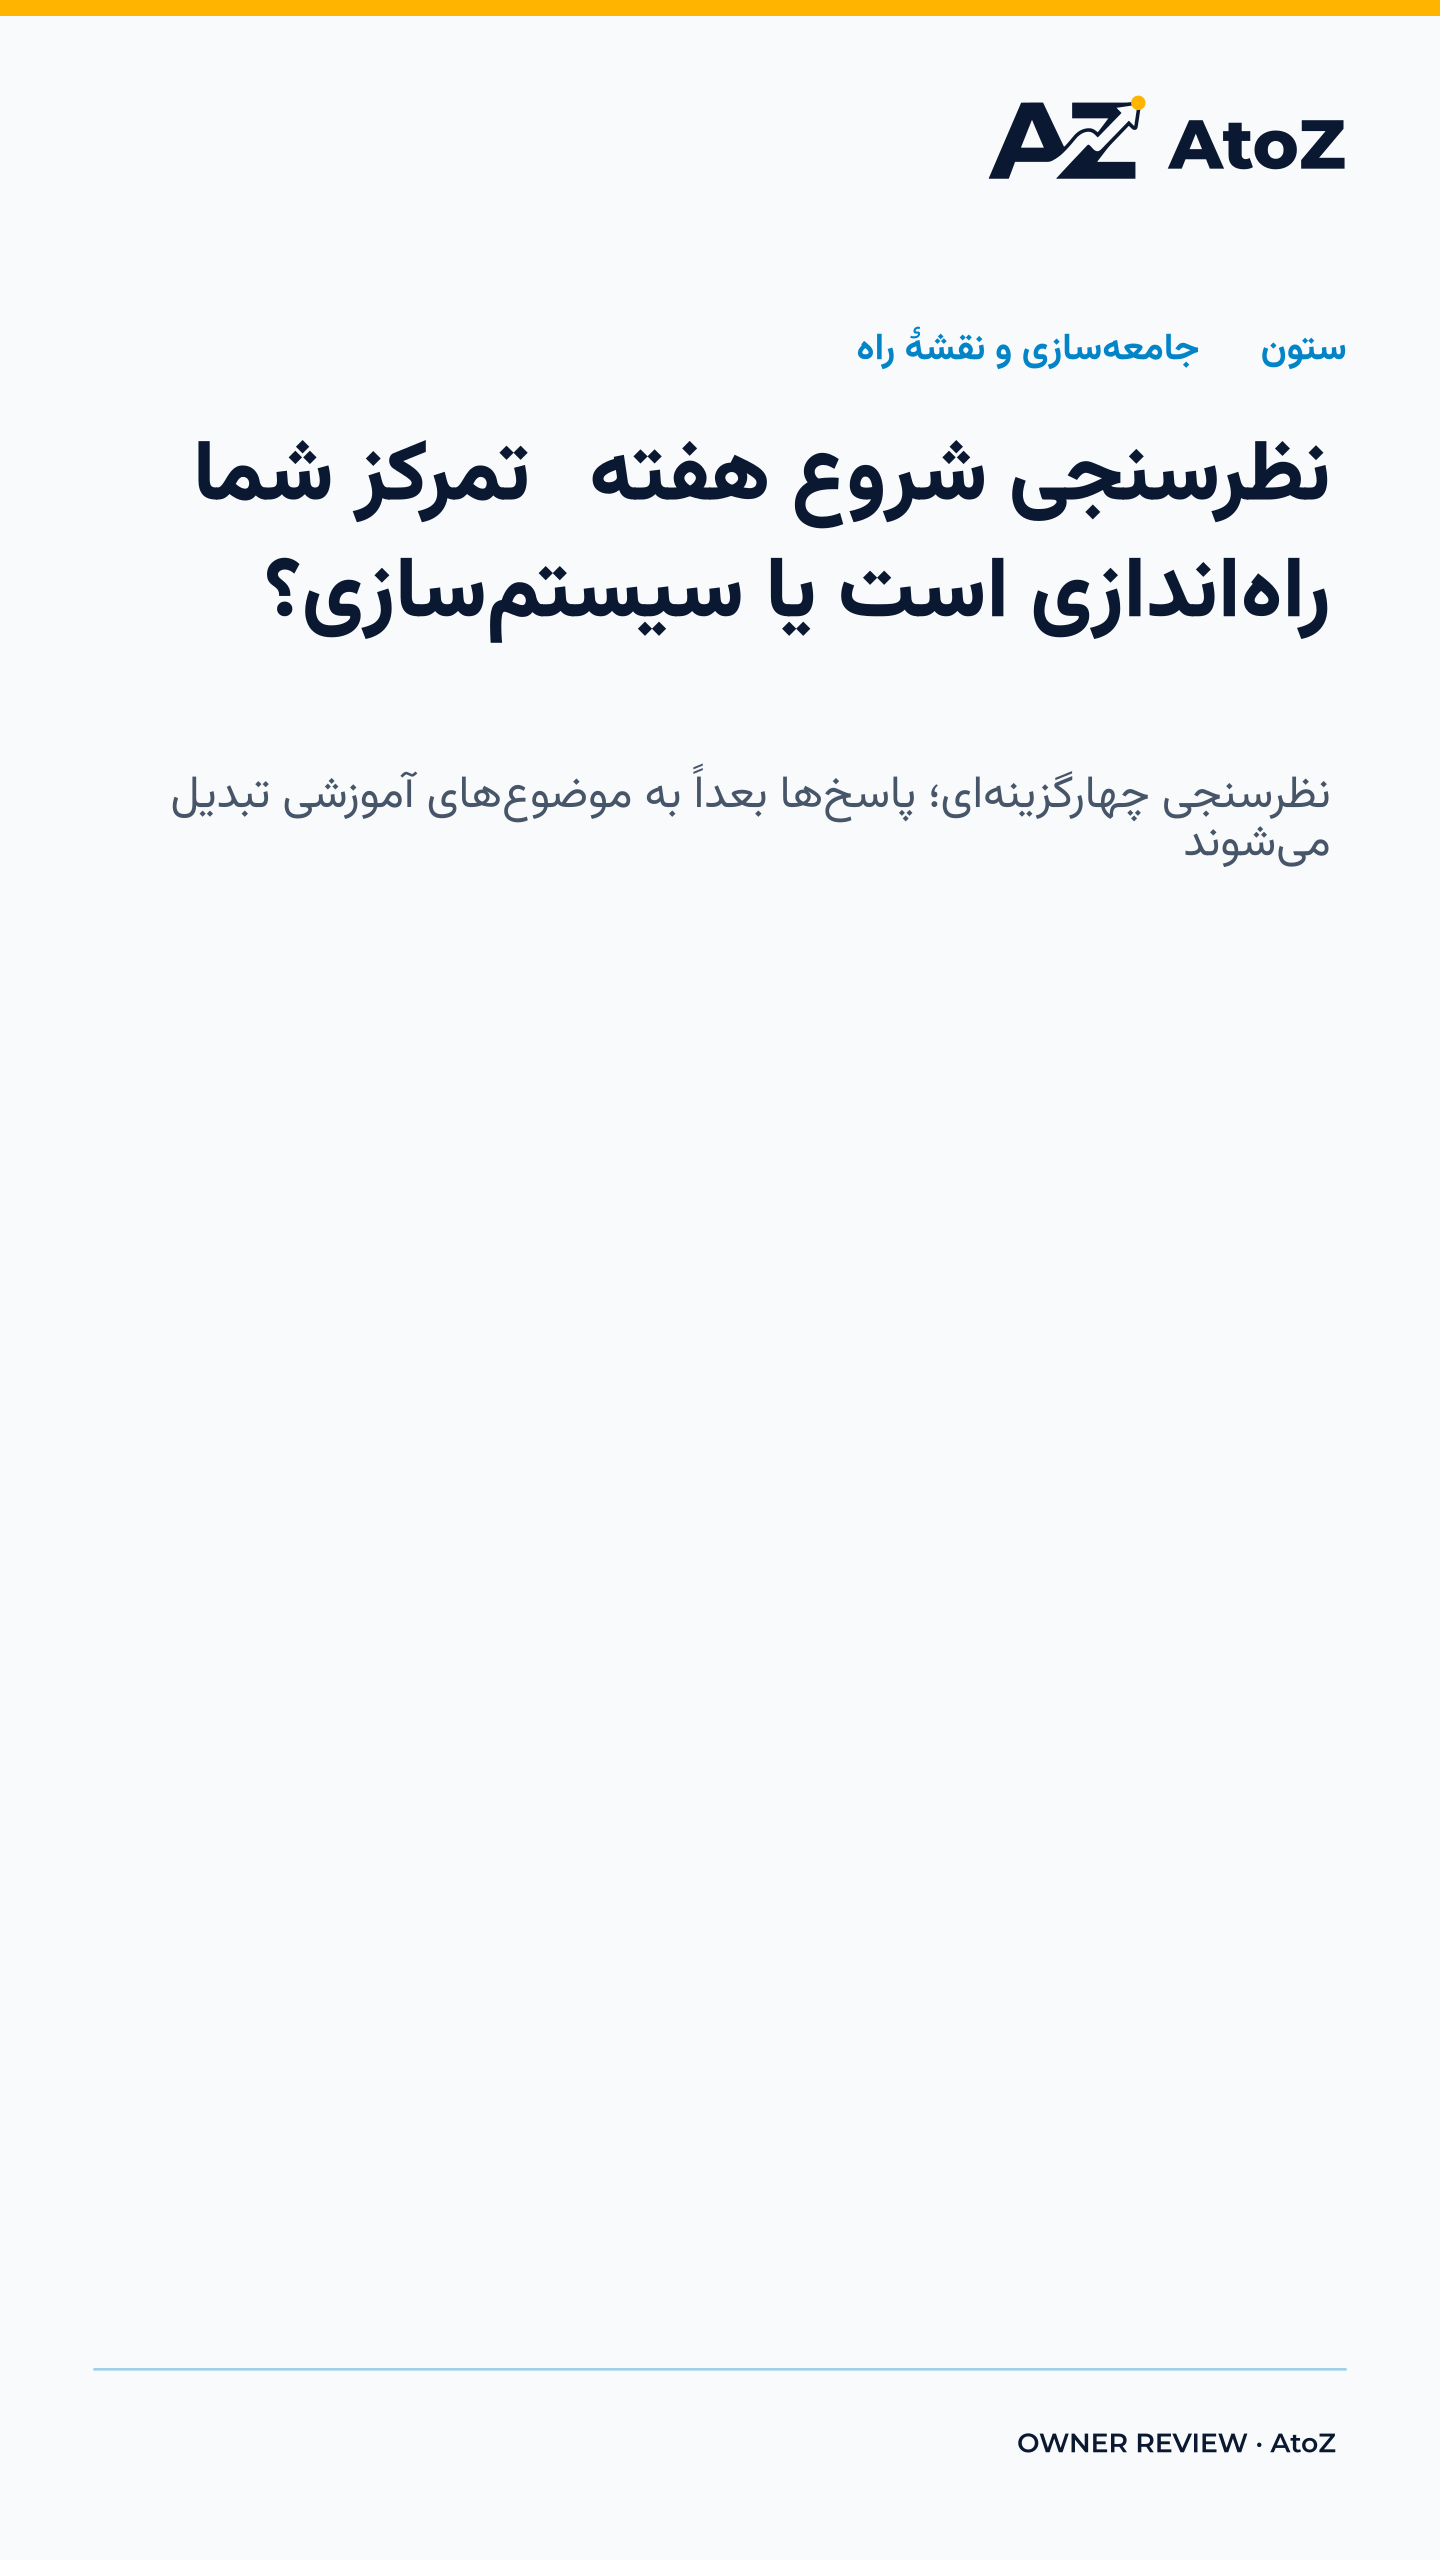 AZ AtoZ
ستون جامعه‌سازی و نقشهٔ راه
نظرسنجی شروع هفته تمرکز شما
راه‌اندازی است یا سیستم‌سازی؟
نظرسنجی چهارگزینه‌ای؛ پاسخ‌ها بعداً به موضوع‌های آموزشی تبدیل
می‌شوند
OWNER REVIEW · AtoZ